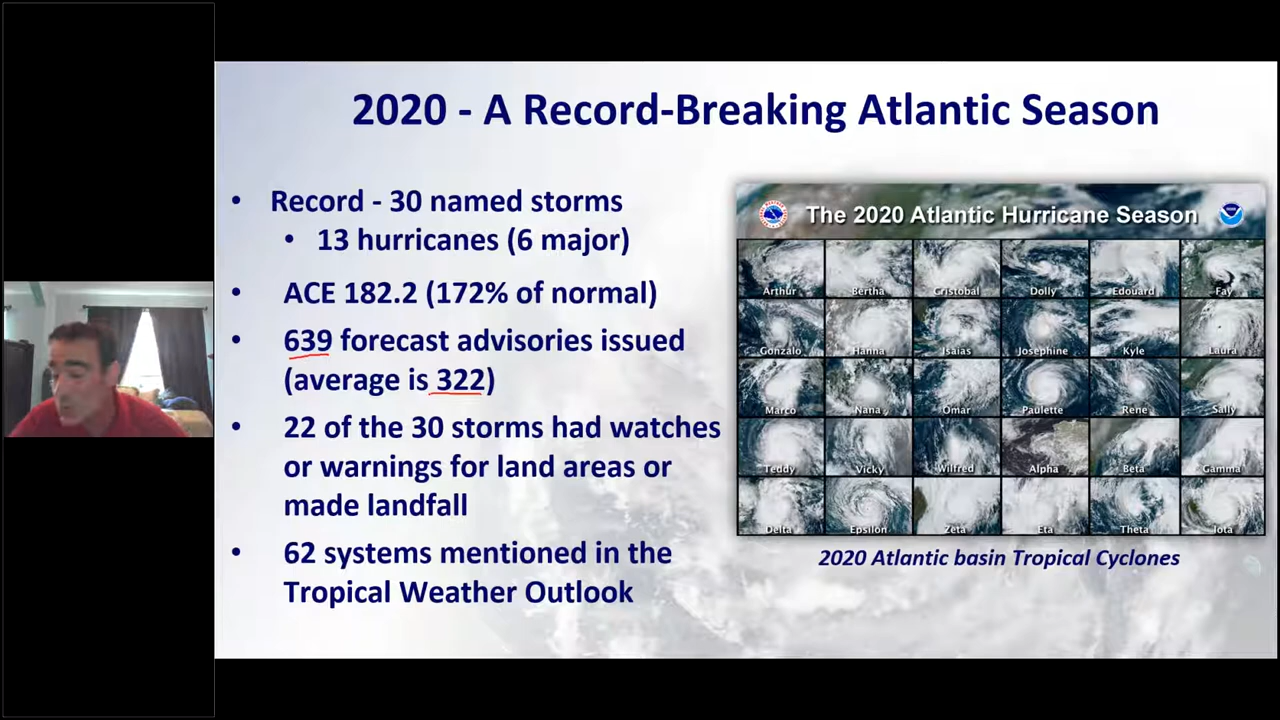 2020 - A Record-Breaking Atlantic Season
• Record - 30 named storms
• 13 hurricanes (6 major)
• ACE 182.2 (172% of normal)
• 639 forecast advisories issued
(average is 322)
• 22 of the 30 storms had watches
or warnings for land areas or
made landfall
• 62 systems mentioned in the
Tropical Weather Outlook
The 2020 Atlantic Hurricane Season
Arthur Bertha Cristobal Dolly Edouard Fay
Gonzalo Hanna Isaias Josephine Kyle Laura
Marco Nana Omar Paulette Rene Sally
Teddy Vicky Wilfred Alpha Beta Gamma
Delta Epsilon Zeta Eta Theta Iota
2020 Atlantic basin Tropical Cyclones